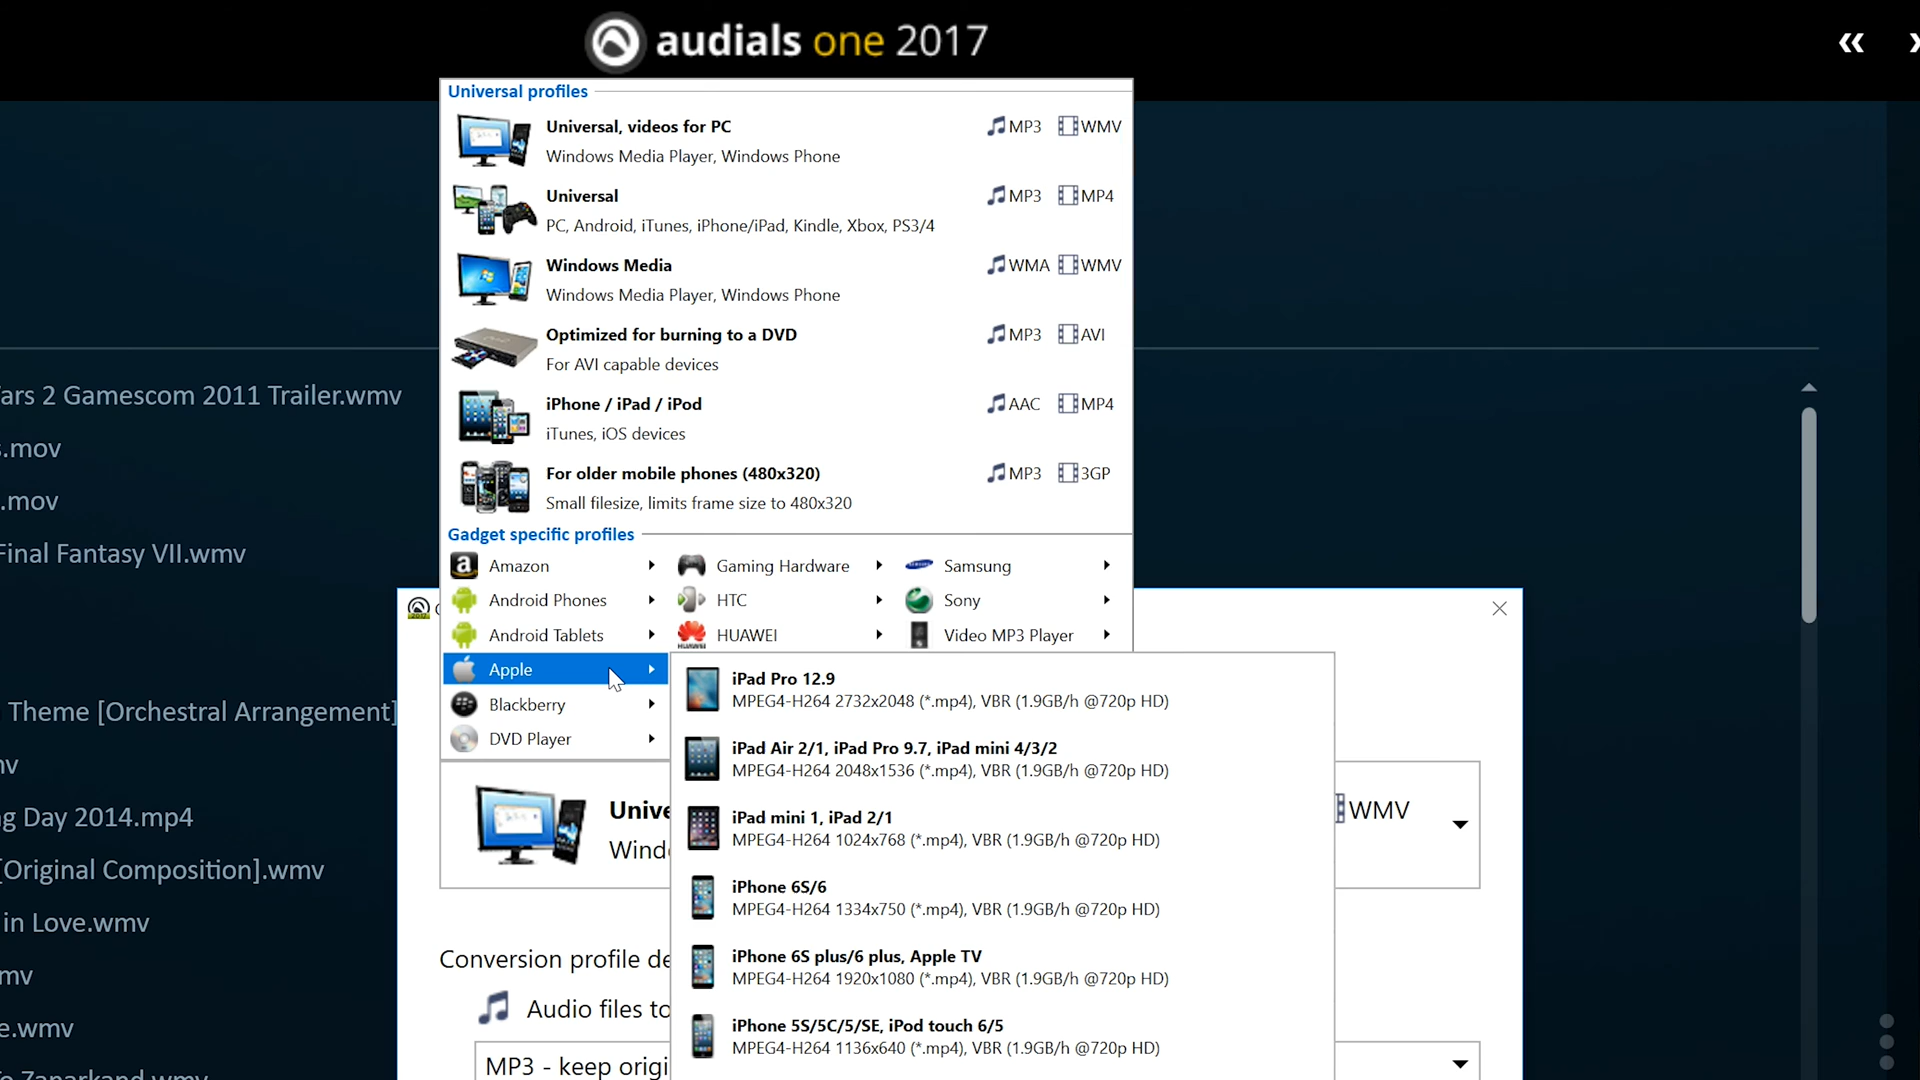 audials one 2017
Universal profiles
Universal, videos for PC MP3 WMV
Windows Media Player, Windows Phone
Universal MP3 MP4
PC, Android, iTunes, iPhone/iPad, Kindle, Xbox, PS3/4
Windows Media WMA WMV
Windows Media Player, Windows Phone
Optimized for burning to a DVD MP3 AVI
For AVI capable devices
iPhone / iPad / iPod AAC MP4
iTunes, iOS devices
For older mobile phones (480x320) MP3 3GP
Small filesize, limits frame size to 480x320
Gadget specific profiles
Amazon Gaming Hardware Samsung
Android Phones HTC Sony
Android Tablets HUAWEI Video MP3 Player
Apple
Blackberry
DVD Player
iPad Pro 12.9
MPEG4-H264 2732x2048 (*.mp4), VBR (1.9GB/h @720p HD)
iPad Air 2/1, iPad Pro 9.7, iPad mini 4/3/2
MPEG4-H264 2048x1536 (*.mp4), VBR (1.9GB/h @720p HD)
iPad mini 1, iPad 2/1
MPEG4-H264 1024x768 (*.mp4), VBR (1.9GB/h @720p HD)
iPhone 6S/6
MPEG4-H264 1334x750 (*.mp4), VBR (1.9GB/h @720p HD)
iPhone 6S plus/6 plus, Apple TV
MPEG4-H264 1920x1080 (*.mp4), VBR (1.9GB/h @720p HD)
iPhone 5S/5C/5/SE, iPod touch 6/5
MPEG4-H264 1136x640 (*.mp4), VBR (1.9GB/h @720p HD)
Unive
Windo
WMV
Conversion profile de
Audio files to
MP3 - keep origi
ars 2 Gamescom 2011 Trailer.wmv
s.mov
.mov
Final Fantasy VII.wmv
Theme [Orchestral Arrangement]
nv
g Day 2014.mp4
[Original Composition].wmv
in Love.wmv
mv
e.wmv
Zanarkand.wmv